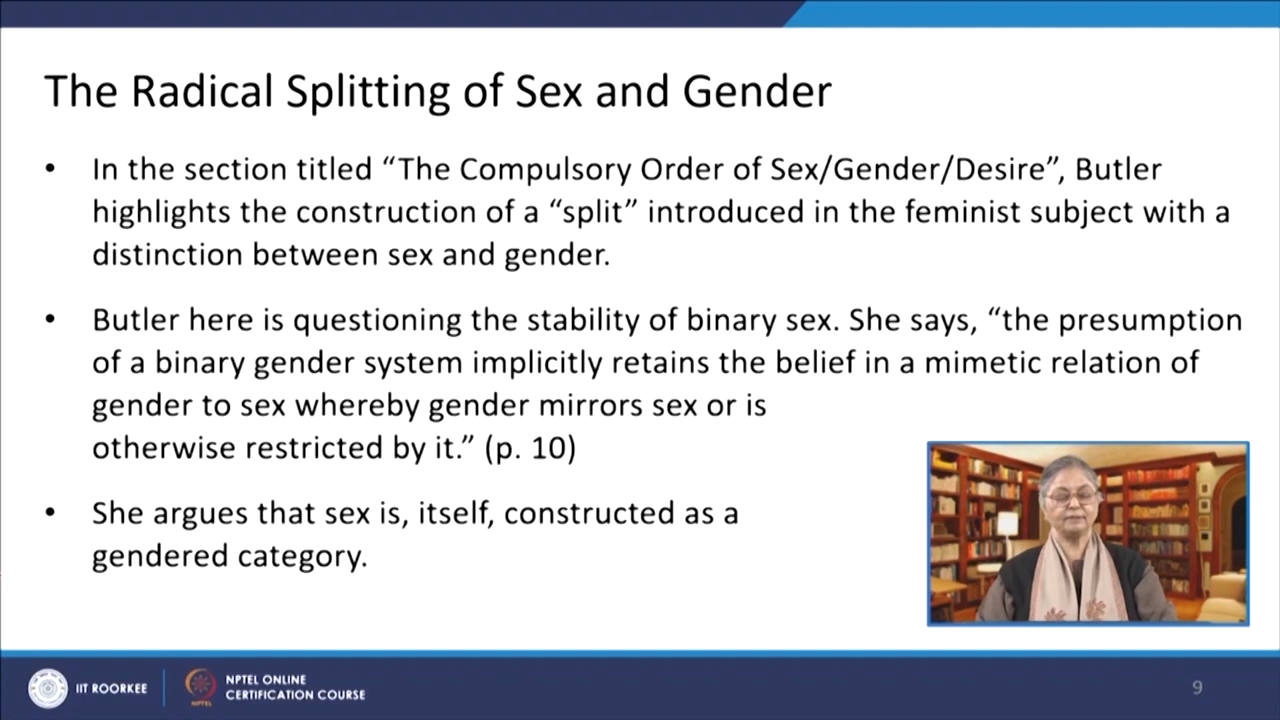 The Radical Splitting of Sex and Gender
• In the section titled “The Compulsory Order of Sex/Gender/Desire”, Butler
highlights the construction of a “split” introduced in the feminist subject with a
distinction between sex and gender.
• Butler here is questioning the stability of binary sex. She says, “the presumption
of a binary gender system implicitly retains the belief in a mimetic relation of
gender to sex whereby gender mirrors sex or is
otherwise restricted by it.” (p. 10)
• She argues that sex is, itself, constructed as a
gendered category.
IIT ROORKEE
NPTEL
NPTEL ONLINE
CERTIFICATION COURSE
9